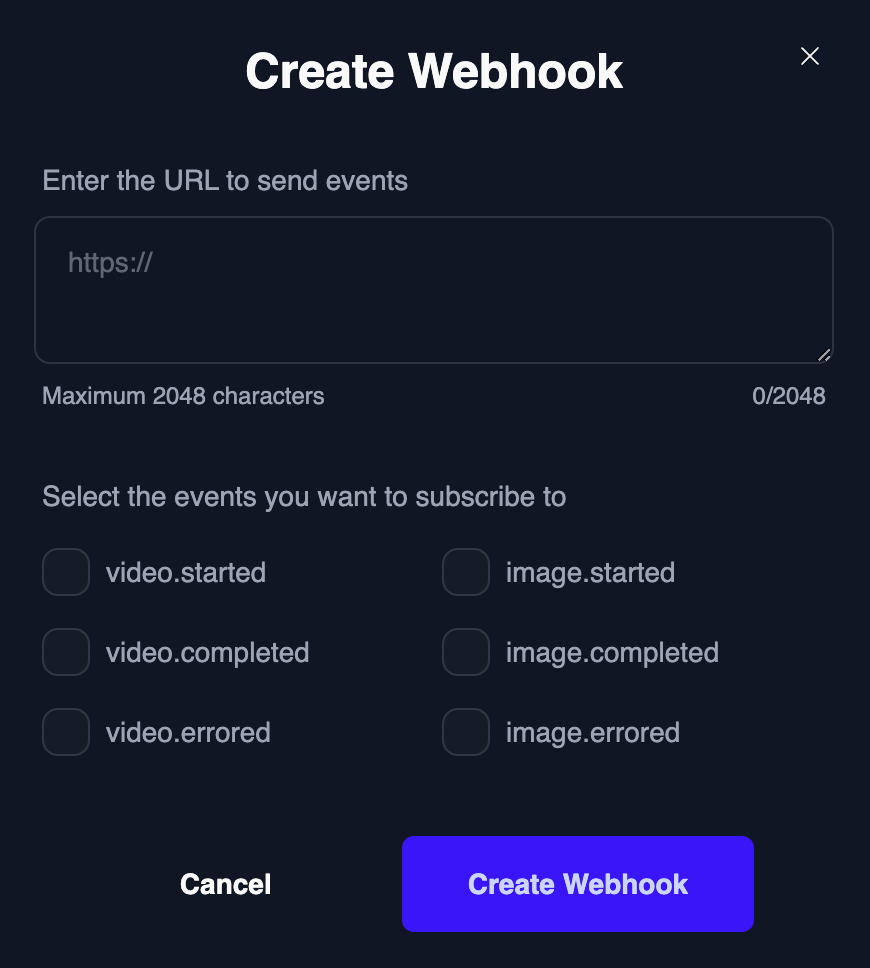 Create Webhook
Enter the URL to send events
https://
Maximum 2048 characters
0/2048
Select the events you want to subscribe to
video.started
image.started
video.completed
image.completed
video.errored
image.errored
Cancel
Create Webhook